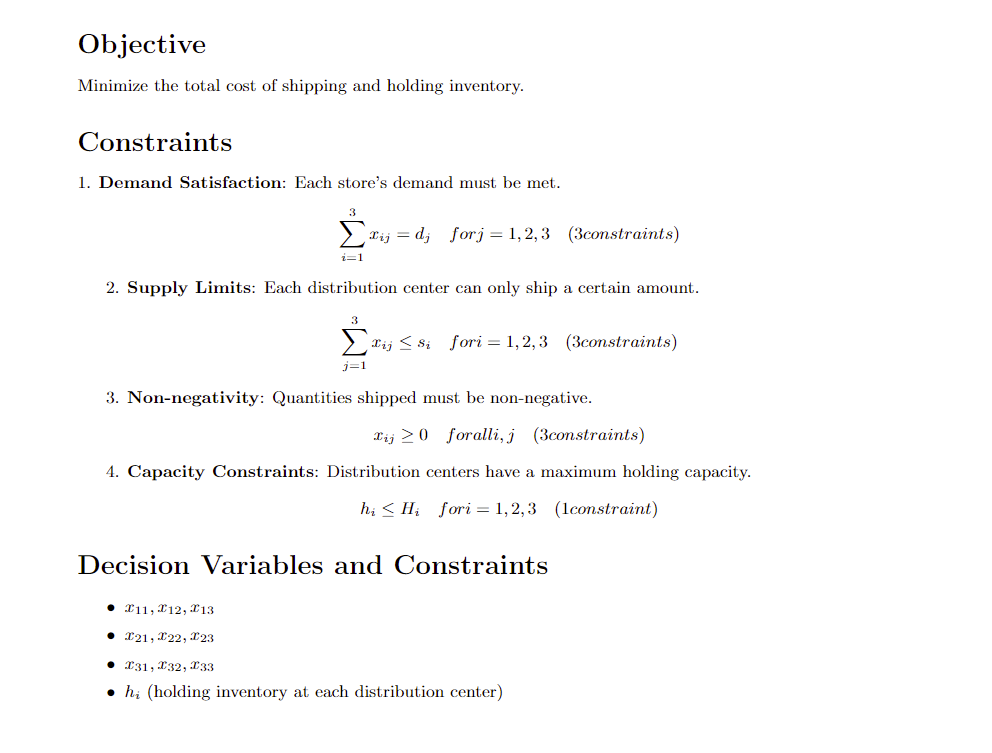 Objective
Minimize the total cost of shipping and holding inventory.
Constraints
1. Demand Satisfaction: Each store's demand must be met.
$\sum_{i=1}^{3} x_{ij} = d_j \quad forj = 1, 2, 3 \quad (3constraints)$
2. Supply Limits: Each distribution center can only ship a certain amount.
$\sum_{j=1}^{3} x_{ij} \leq s_i \quad fori = 1, 2, 3 \quad (3constraints)$
3. Non-negativity: Quantities shipped must be non-negative.
$x_{ij} \geq 0 \quad foralli, j \quad (3constraints)$
4. Capacity Constraints: Distribution centers have a maximum holding capacity.
$h_i \leq H_i \quad fori = 1, 2, 3 \quad (1constraint)$
Decision Variables and Constraints
• $x_{11}, x_{12}, x_{13}$
• $x_{21}, x_{22}, x_{23}$
• $x_{31}, x_{32}, x_{33}$
• $h_i$ (holding inventory at each distribution center)